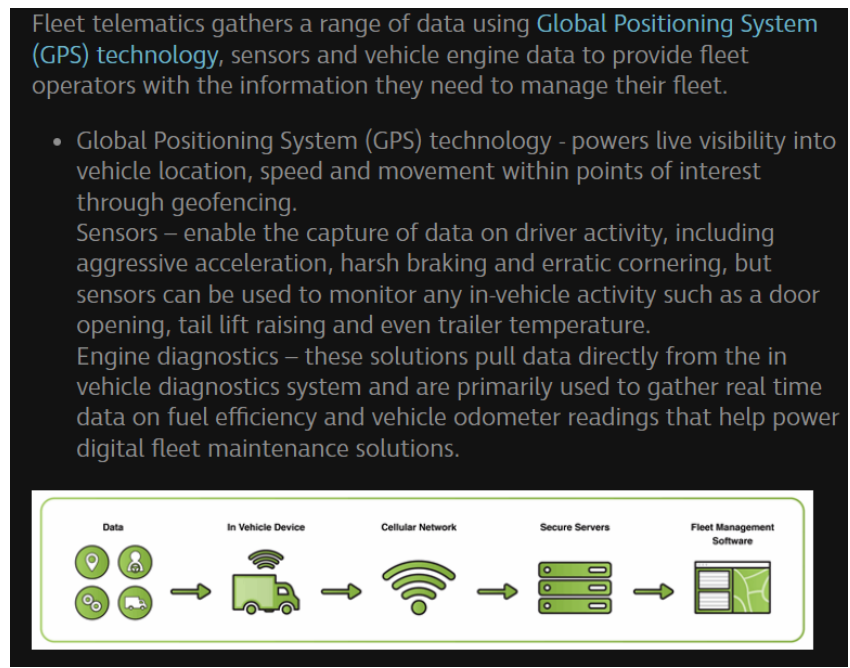 Fleet telematics gathers a range of data using Global Positioning System
(GPS) technology, sensors and vehicle engine data to provide fleet
operators with the information they need to manage their fleet.
• Global Positioning System (GPS) technology - powers live visibility into
vehicle location, speed and movement within points of interest
through geofencing.
Sensors – enable the capture of data on driver activity, including
aggressive acceleration, harsh braking and erratic cornering, but
sensors can be used to monitor any in-vehicle activity such as a door
opening, tail lift raising and even trailer temperature.
Engine diagnostics – these solutions pull data directly from the in
vehicle diagnostics system and are primarily used to gather real time
data on fuel efficiency and vehicle odometer readings that help power
digital fleet maintenance solutions.
Data
In Vehicle Device
Cellular Network
Secure Servers
Fleet Management
Software